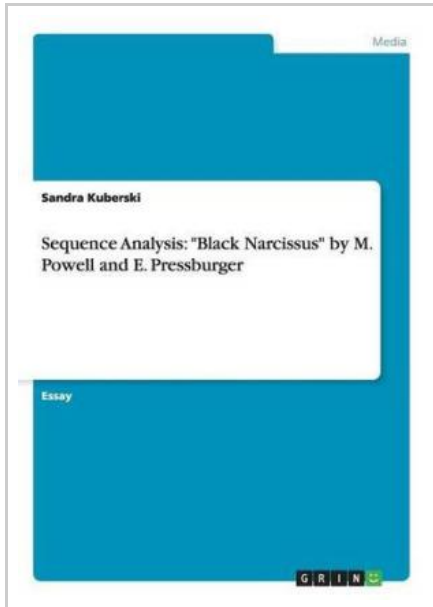 Media
Sandra Kuberski
Sequence Analysis: "Black Narcissus" by M.
Powell and E. Pressburger
Essay
GRIN